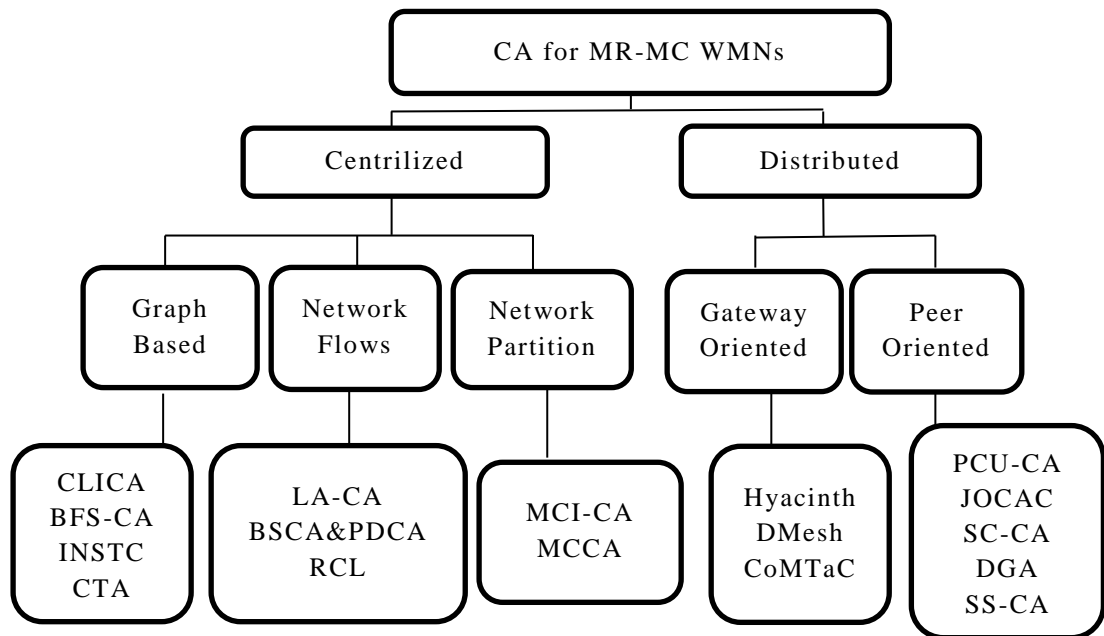 CA for MR-MC WMNs
Centrilized
Distributed
Graph
Based
Network
Flows
Network
Partition
Gateway
Oriented
Peer
Oriented
CLICA
BFS-CA
INSTC
CTA
LA-CA
BSCA&PDCA
RCL
MCI-CA
MCCA
Hyacinth
DMesh
CoMTaC
PCU-CA
JOCAC
SC-CA
DGA
SS-CA